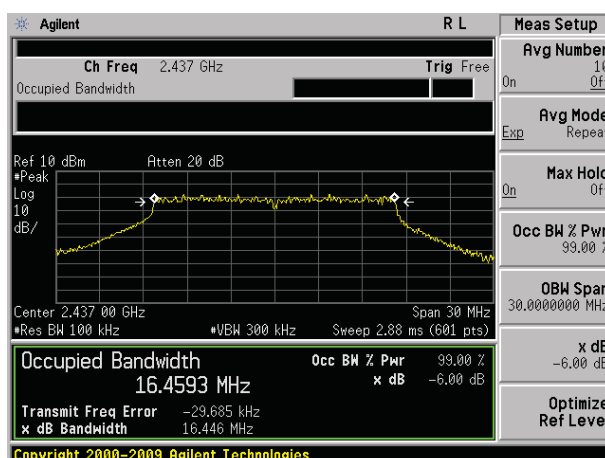 Agilent R L Meas Setup
Avg Number
10
On Off
Ch Freq 2.437 GHz Trig Free
Occupied Bandwidth
Avg Mode
Exp Repeat
Ref 10 dBm Atten 20 dB
#Peak
Log
10
dB/
Max Hold
On Off
Occ BW % Pwr
99.00 %
OBW Span
30.0000000 MHz
Center 2.437 00 GHz Span 30 MHz
#Res BW 100 kHz #VBW 300 kHz Sweep 2.88 ms (601 pts)
Occupied Bandwidth Occ BW % Pwr 99.00 %
16.4593 MHz x dB -6.00 dB
Transmit Freq Error -29.685 kHz
x dB Bandwidth 16.446 MHz
x dB
-6.00 dB
Optimize
Ref Level
Copyright 2000-2009 Agilent Technologies